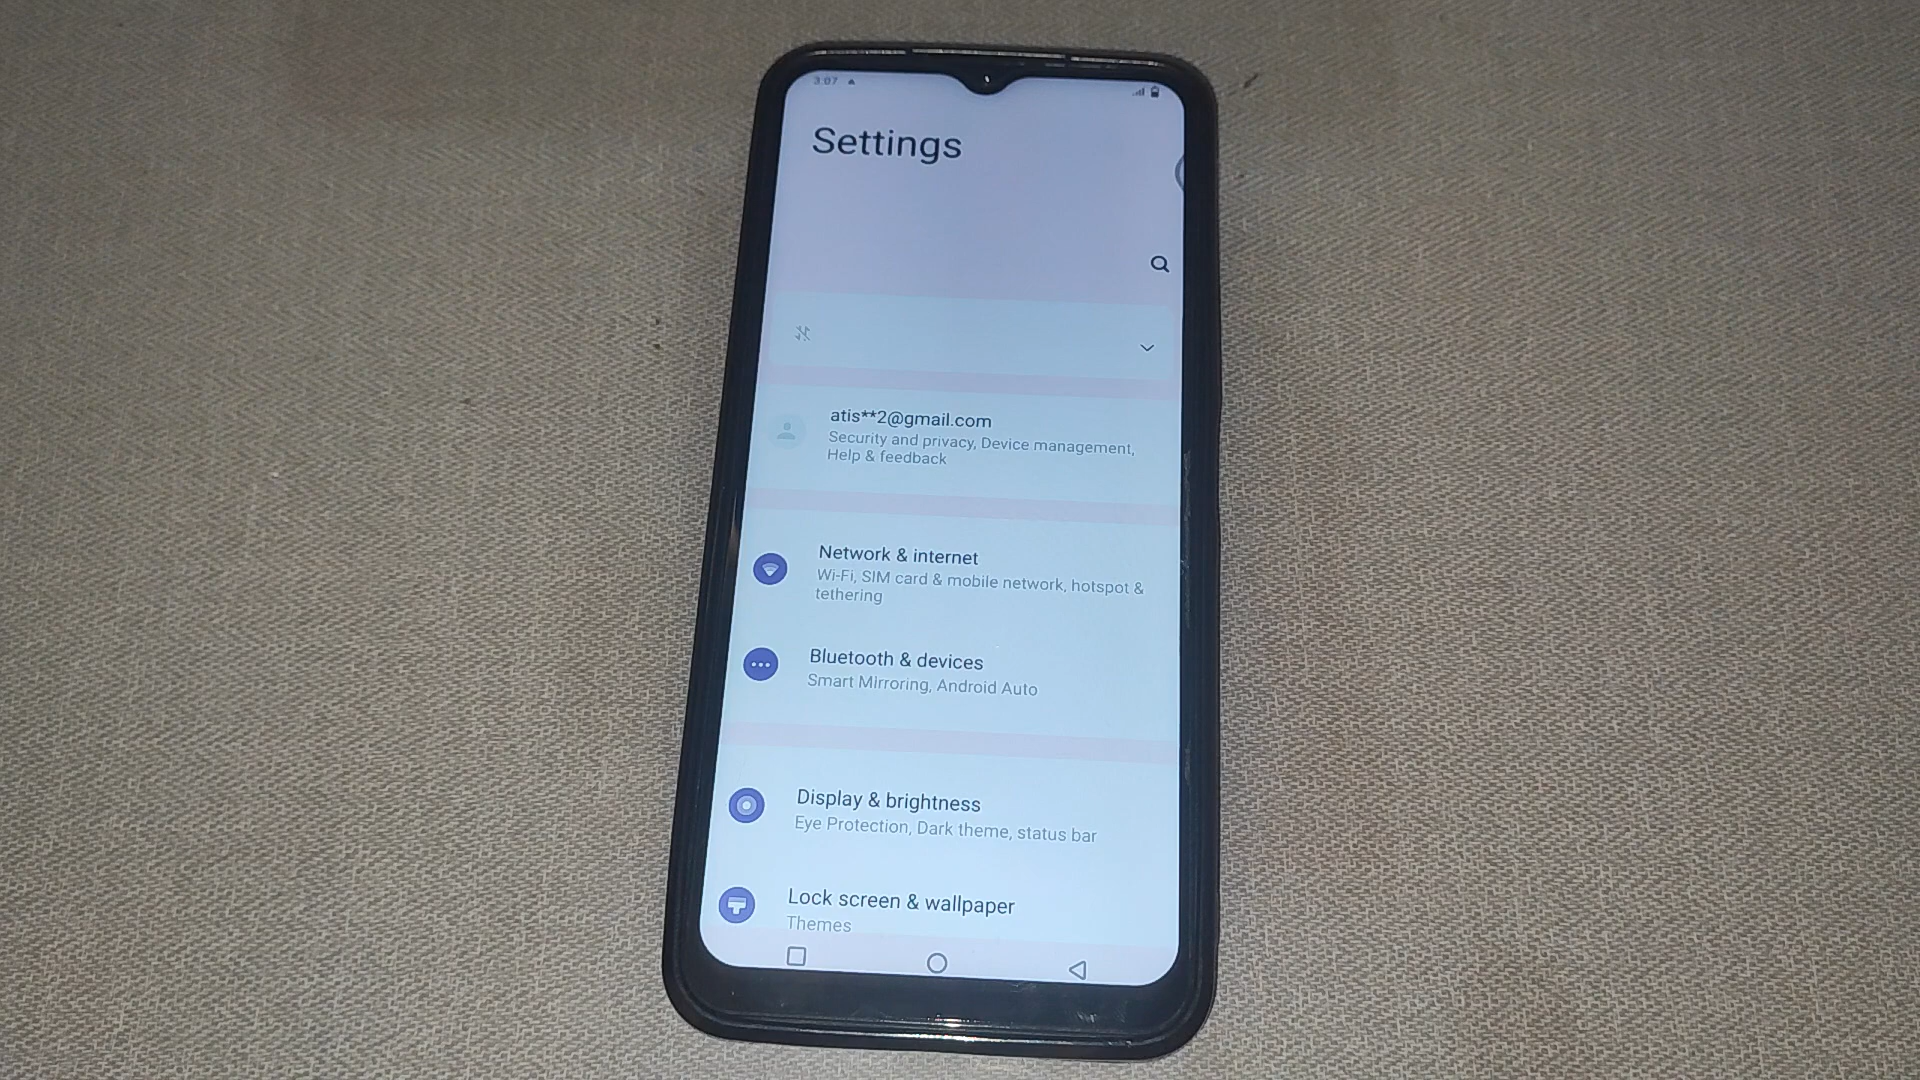 3:07
Settings
atis**2@gmail.com
Security and privacy, Device management,
Help & feedback
Network & internet
Wi-Fi, SIM card & mobile network, hotspot &
tethering
Bluetooth & devices
Smart Mirroring, Android Auto
Display & brightness
Eye Protection, Dark theme, status bar
Lock screen & wallpaper
Themes